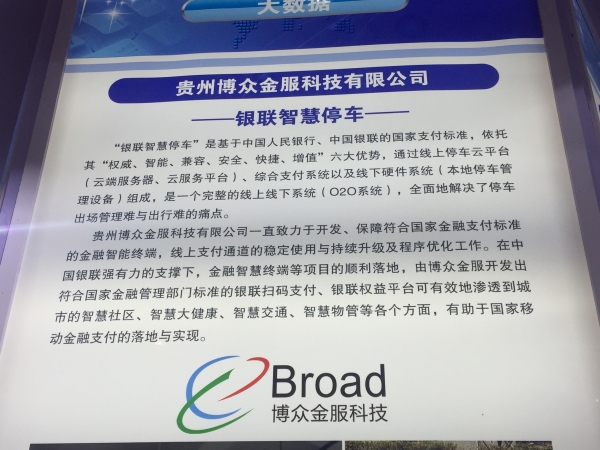 大数据
贵州博众金服科技有限公司
——银联智慧停车——
“银联智慧停车”是基于中国人民银行、中国银联的国家支付标准，依托
其“权威、智能、兼容、安全、快捷、增值”六大优势，通过线上停车云平台
（云端服务器、云服务平台）、综合支付系统以及线下硬件系统（本地停车管
理设备）组成，是一个完整的线上线下系统（O2O系统），全面地解决了停车
出场管理难与出行难的痛点。
贵州博众金服科技有限公司一直致力于开发、保障符合国家金融支付标准
的金融智能终端，线上支付通道的稳定使用与持续升级及程序优化工作。在中
国银联强有力的支撑下，金融智慧终端等项目的顺利落地，由博众金服开发出
符合国家金融管理部门标准的银联扫码支付、银联权益平台可有效地渗透到城
市的智慧社区、智慧大健康、智慧交通、智慧物管等各个方面，有助于国家移
动金融支付的落地与实现。
Broad
博众金服科技